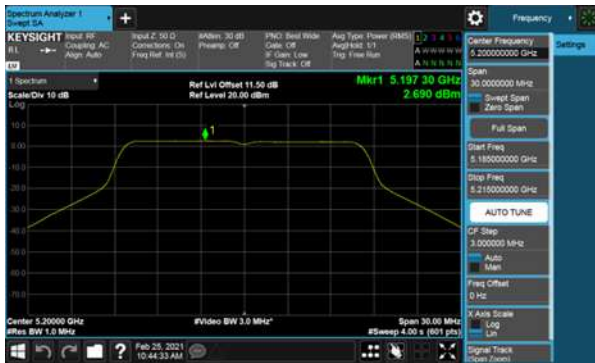 Spectrum Analyzer 1
Swept SA
+
Frequency
KEYSIGHT Input: RF Input Z: 50 Ω #Atten: 30 dB PNO: Best Wide Avg Type: Power (RMS) 1 2 3 4 5 6
RL Coupling: AC Corrections: On Preamp: Off Gate: Off Avg|Hold: 1/1 A W W W W W
Align: Auto Freq Ref: Int (S) IF Gain: Low Trig: Free Run
Sig Track: Off A N N N N N
1 Spectrum
Scale/Div 10 dB
Ref Lvl Offset 11.50 dB
Ref Level 20.00 dBm
Mkr1 5.197 30 GHz
2.690 dBm
Log
10.0
0.00
-10.0
-20.0
-30.0
-40.0
-50.0
-60.0
-70.0
1
Center 5.20000 GHz
#Res BW 1.0 MHz
#Video BW 3.0 MHz*
Span 30.00 MHz
#Sweep 4.00 s (601 pts)
Feb 25, 2021
10:44:33 AM
Center Frequency
5.200000000 GHz
Settings
Span
30.0000000 MHz
Swept Span
Zero Span
Full Span
Start Freq
5.185000000 GHz
Stop Freq
5.215000000 GHz
AUTO TUNE
CF Step
3.000000 MHz
Auto
Man
Freq Offset
0 Hz
X Axis Scale
Log
Lin
Signal Track
(Span Zoom)